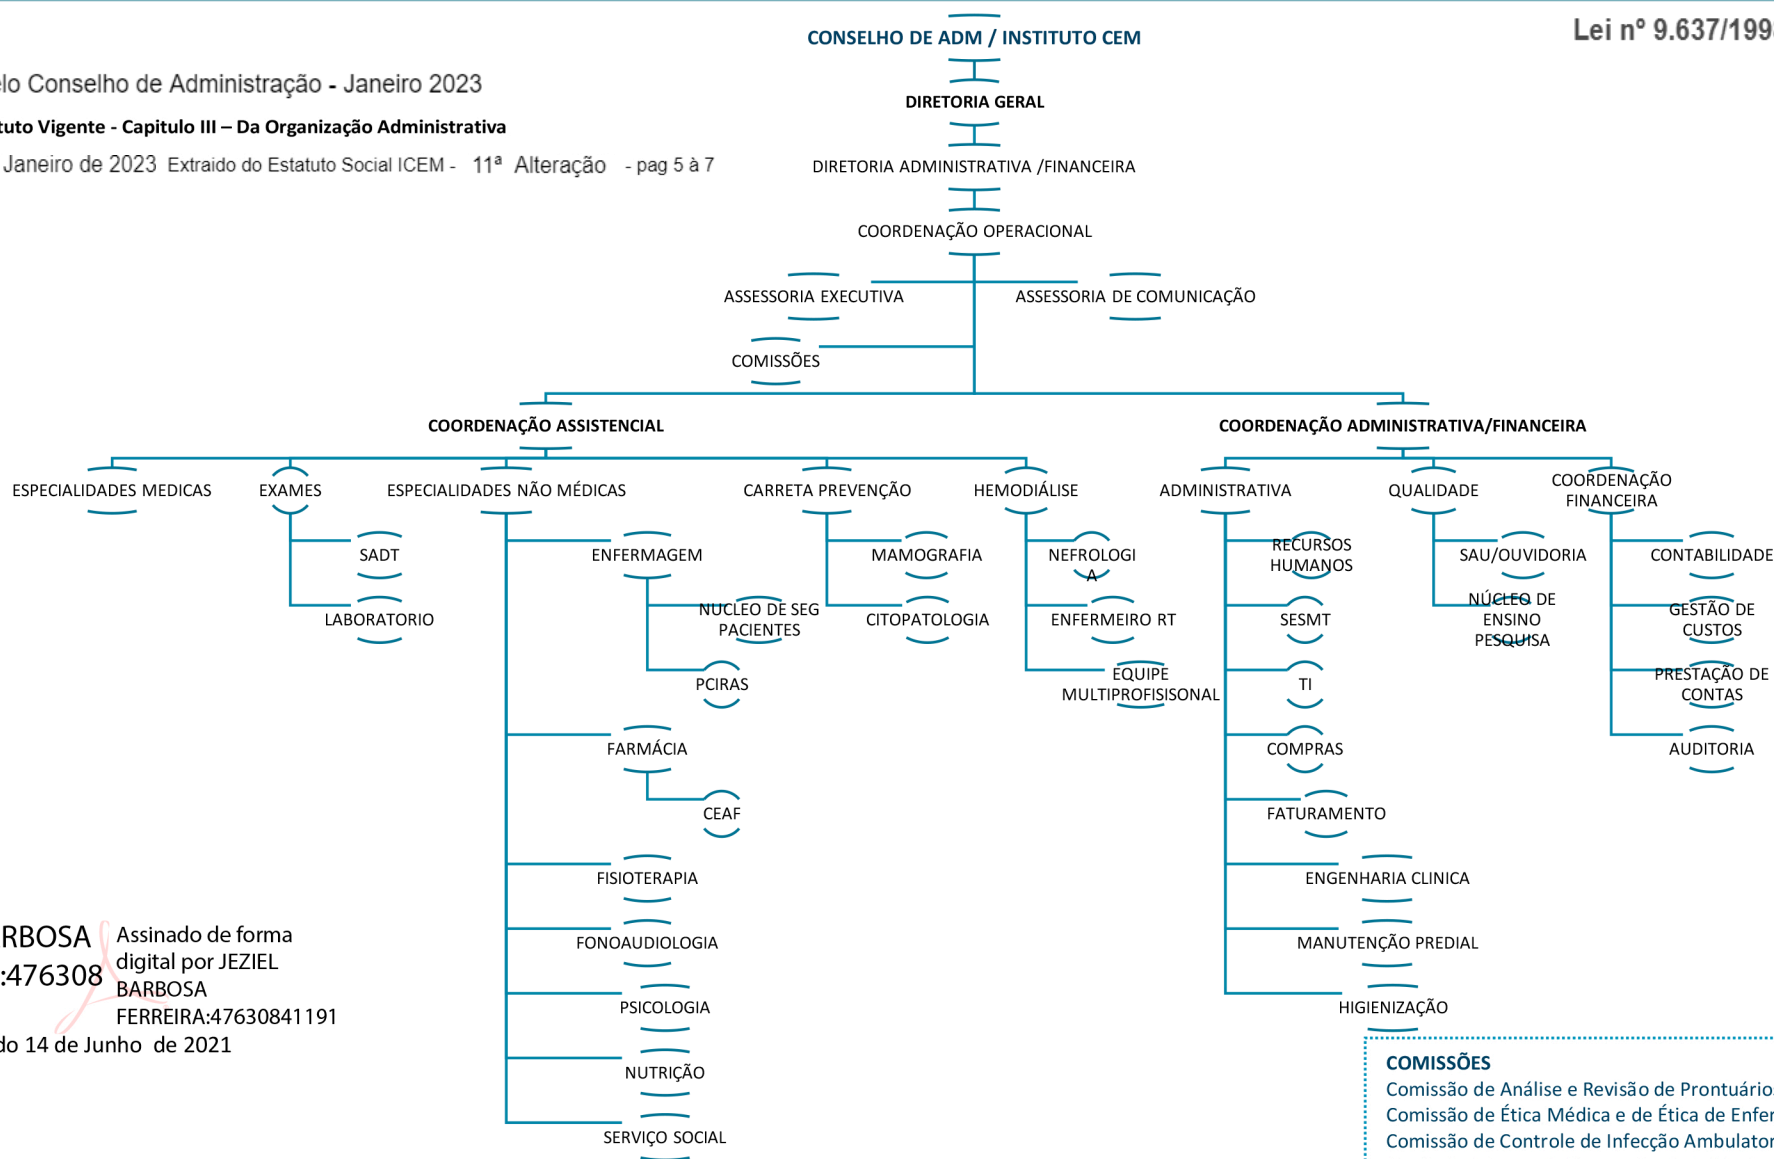 CONSELHO DE ADM / INSTITUTO CEM
Lei nº 9.637/199
elo Conselho de Administração - Janeiro 2023
DIRETORIA GERAL
tuto Vigente - Capitulo III – Da Organização Administrativa
Janeiro de 2023 Extraido do Estatuto Social ICEM - 11ª Alteração - pag 5 à 7
DIRETORIA ADMINISTRATIVA /FINANCEIRA
COORDENAÇÃO OPERACIONAL
ASSESSORIA EXECUTIVA
ASSESSORIA DE COMUNICAÇÃO
COMISSÕES
COORDENAÇÃO ASSISTENCIAL
COORDENAÇÃO ADMINISTRATIVA/FINANCEIRA
ESPECIALIDADES MEDICAS
EXAMES
ESPECIALIDADES NÃO MÉDICAS
CARRETA PREVENÇÃO
HEMODIÁLISE
ADMINISTRATIVA
QUALIDADE
COORDENAÇÃO
FINANCEIRA
SADT
LABORATORIO
ENFERMAGEM
NUCLEO DE SEG
PACIENTES
PCIRAS
FARMÁCIA
CEAF
FISIOTERAPIA
FONOAUDIOLOGIA
PSICOLOGIA
NUTRIÇÃO
SERVIÇO SOCIAL
MAMOGRAFIA
CITOPATOLOGIA
NEFROLOGI
A
ENFERMEIRO RT
EQUIPE
MULTIPROFISISONAL
RECURSOS
HUMANOS
SESMT
TI
COMPRAS
FATURAMENTO
ENGENHARIA CLINICA
MANUTENÇÃO PREDIAL
HIGIENIZAÇÃO
SAU/OUVIDORIA
NÚCLEO DE
ENSINO
PESQUISA
CONTABILIDADE
GESTÃO DE
CUSTOS
PRESTAÇÃO DE
CONTAS
AUDITORIA
RBOSA
:476308
Assinado de forma
digital por JEZIEL
BARBOSA
FERREIRA:47630841191
do 14 de Junho de 2021
COMISSÕES
Comissão de Análise e Revisão de Prontuários
Comissão de Ética Médica e de Ética de Enfer
Comissão de Controle de Infecção Ambulator